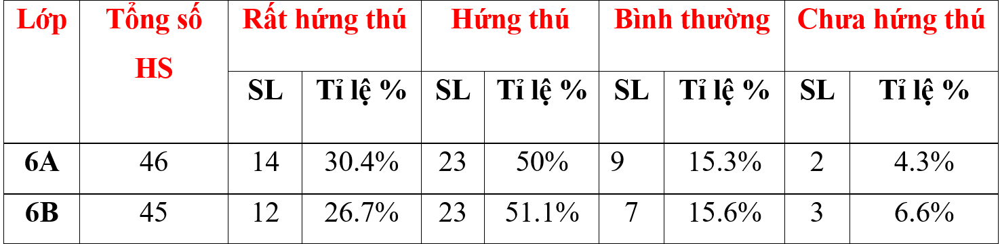 Lớp Tổng số HS Rất hứng thú Hứng thú Bình thường Chưa hứng thú
SL Tỉ lệ % SL Tỉ lệ % SL Tỉ lệ % SL Tỉ lệ %
6A 46 14 30.4% 23 50% 9 15.3% 2 4.3%
6B 45 12 26.7% 23 51.1% 7 15.6% 3 6.6%